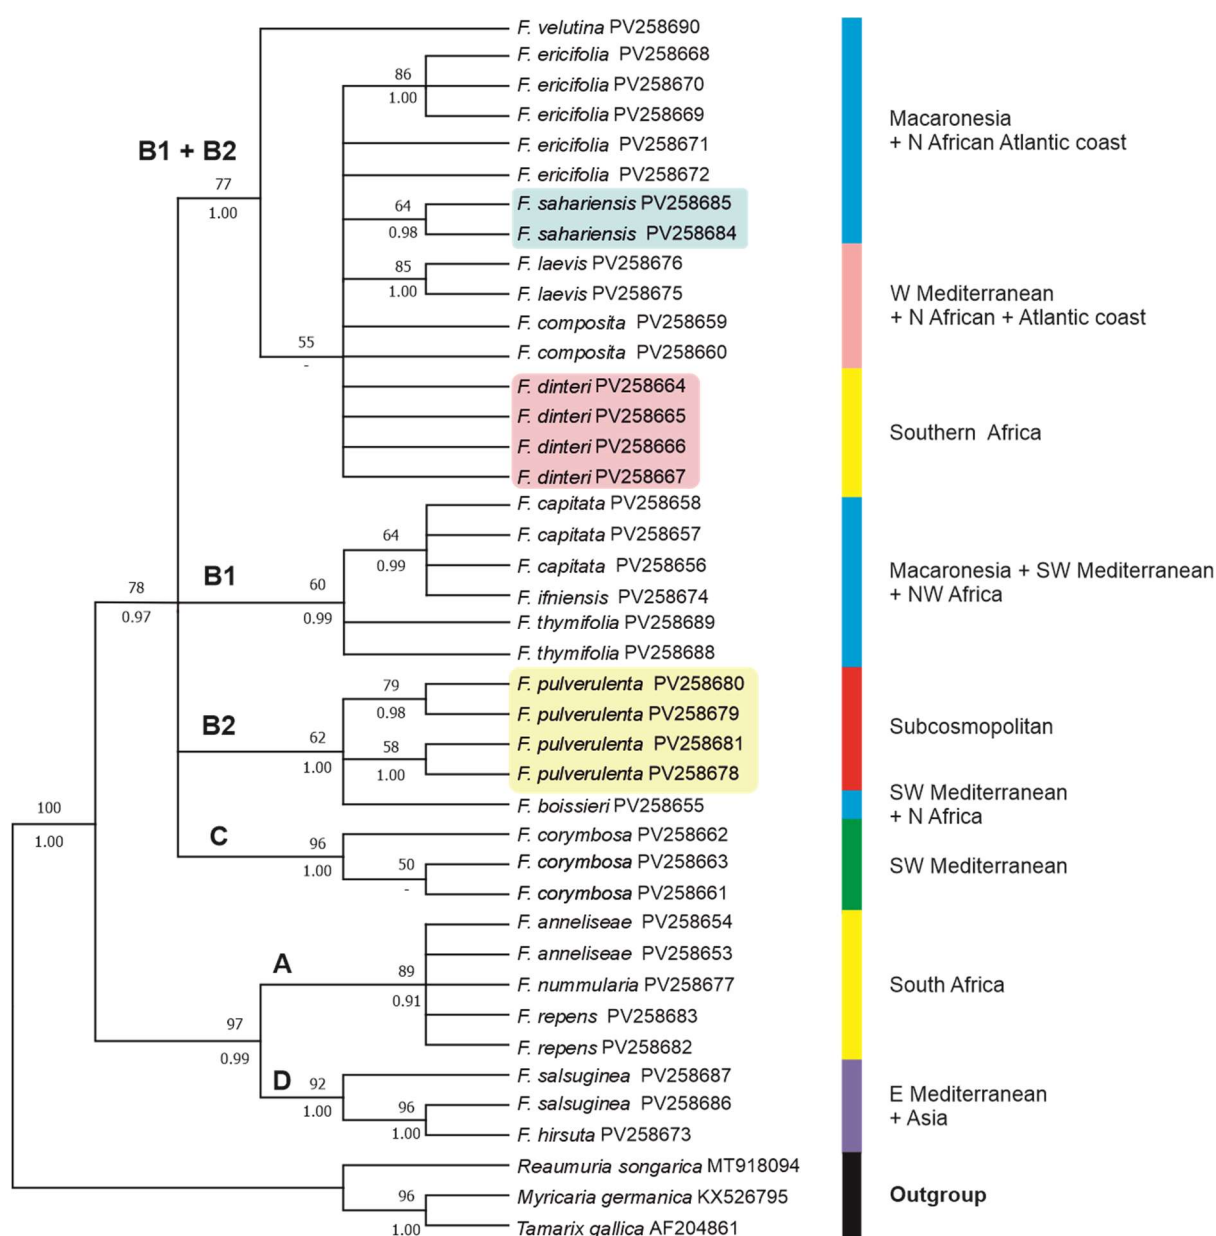 F. velutina PV258690
F. ericifolia PV258668
86
F. ericifolia PV258670
1.00
F. ericifolia PV258669
Macaronesia
+ N African Atlantic coast
B1 + B2
F. ericifolia PV258671
F. ericifolia PV258672
77
1.00
64
F. sahariensis PV258685
0.98
F. sahariensis PV258684
85
F. laevis PV258676
1.00
F. laevis PV258675
W Mediterranean
+ N African + Atlantic coast
F. composita PV258659
55
-
F. composita PV258660
F. dinteri PV258664
F. dinteri PV258665
Southern Africa
F. dinteri PV258666
F. dinteri PV258667
F. capitata PV258658
64
F. capitata PV258657
0.99
F. capitata PV258656
Macaronesia + SW Mediterranean
+ NW Africa
B1
78
0.97
60
0.99
F. ifniensis PV258674
F. thymifolia PV258689
F. thymifolia PV258688
79
F. pulverulenta PV258680
0.98
F. pulverulenta PV258679
Subcosmopolitan
B2
62
1.00
58
F. pulverulenta PV258681
1.00
F. pulverulenta PV258678
SW Mediterranean
+ N Africa
F. boissieri PV258655
100
1.00
C
96
1.00
F. corymbosa PV258662
50
-
F. corymbosa PV258663
SW Mediterranean
F. corymbosa PV258661
F. anneliseae PV258654
F. anneliseae PV258653
A
89
0.91
F. nummularia PV258677
South Africa
F. repens PV258683
97
0.99
F. repens PV258682
D
92
1.00
F. salsuginea PV258687
E Mediterranean
+ Asia
96
F. salsuginea PV258686
1.00
F. hirsuta PV258673
Reaumuria songarica MT918094
96
Myricaria germanica KX526795
Outgroup
1.00
Tamarix gallica AF204861